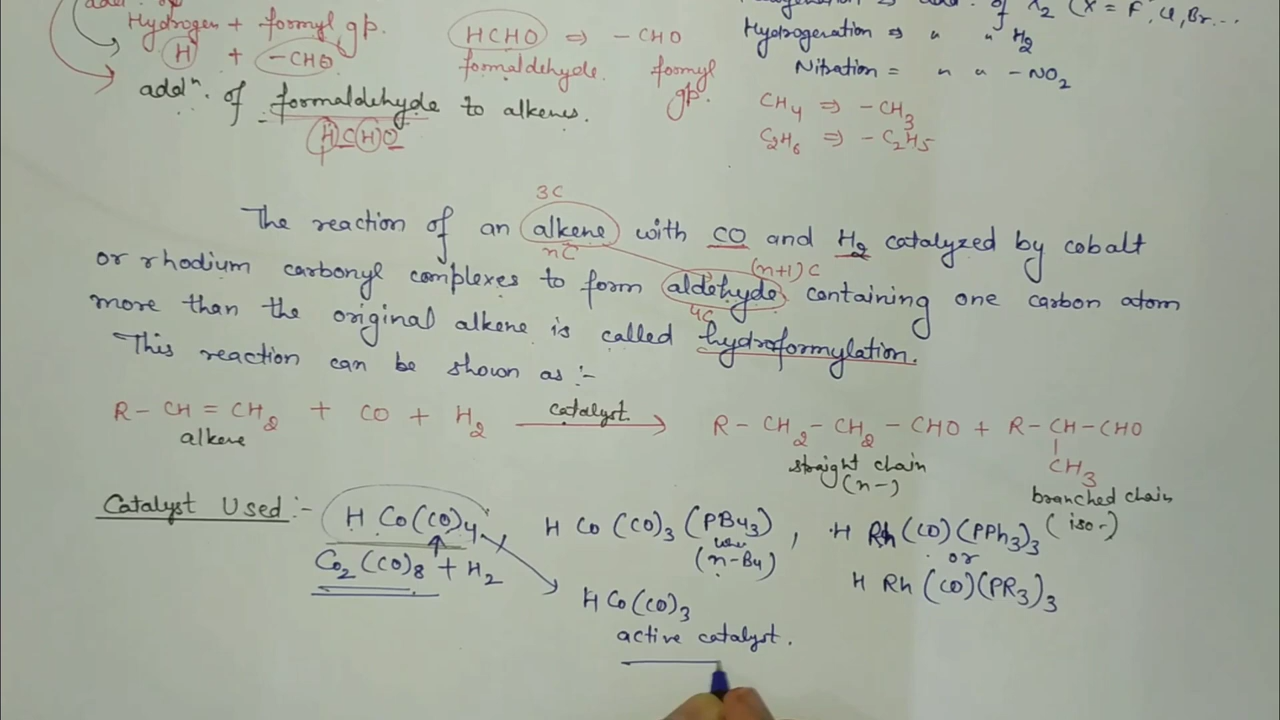 Hydrogen + formyl gp.
H + -CHO
addⁿ. of formaldehyde to alkenes.
HCHO
HCHO ⇒ - CHO
formaldehyde. formyl
gp.
of X₂ (X = F, Cl, Br...
Hydrogenation ⇒ " " H₂
Nitration = " " - NO₂
CH₄ ⇒ - CH₃
C₂H₆ ⇒ - C₂H₅
3C
The reaction of an alkene with CO and H₂ catalyzed by cobalt
nC (n+1)C
or rhodium carbonyl complexes to form aldehyde containing one carbon atom
4C
more than the original alkene is called hydroformylation.
This reaction can be shown as :-
R - CH = CH₂ + CO + H₂ catalyst → R - CH₂ - CH₂ - CHO + R - CH - CHO
alkene
CH₃
straight chain
(n-)
branched chain
(iso-)
Catalyst Used :- H Co(CO)₄ H Co (CO)₃ (PBu₃) , H Rh(CO)(PPh₃)₃
(n-Bu) or
Co₂(CO)₈ + H₂ H Rh (CO)(PR₃)₃
H Co(CO)₃
active catalyst.